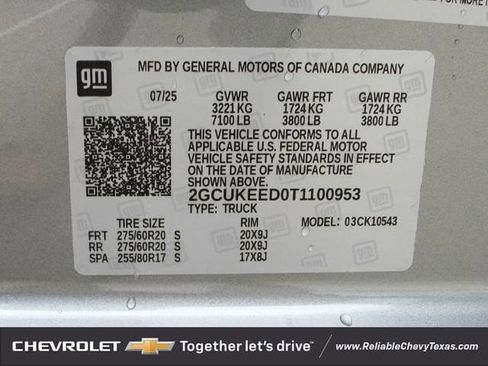 gm
MFD BY GENERAL MOTORS OF CANADA COMPANY
07/25 GVWR GAWR FRT GAWR RR
3221 KG 1724 KG 1724 KG
7100 LB 3800 LB 3800 LB
THIS VEHICLE CONFORMS TO ALL
APPLICABLE U.S. FEDERAL MOTOR
VEHICLE SAFETY STANDARDS IN EFFECT
ON THE DATE OF MANUFACTURE
SHOWN ABOVE
2GCUKEED0T1100953
TYPE: TRUCK MODEL: 03CK10543
TIRE SIZE RIM
FRT 275/60R20 S 20X9J
RR 275/60R20 S 20X9J
SPA 255/80R17 S 17X8J
CHEVROLET Together let's drive™ www.ReliableChevyTexas.com